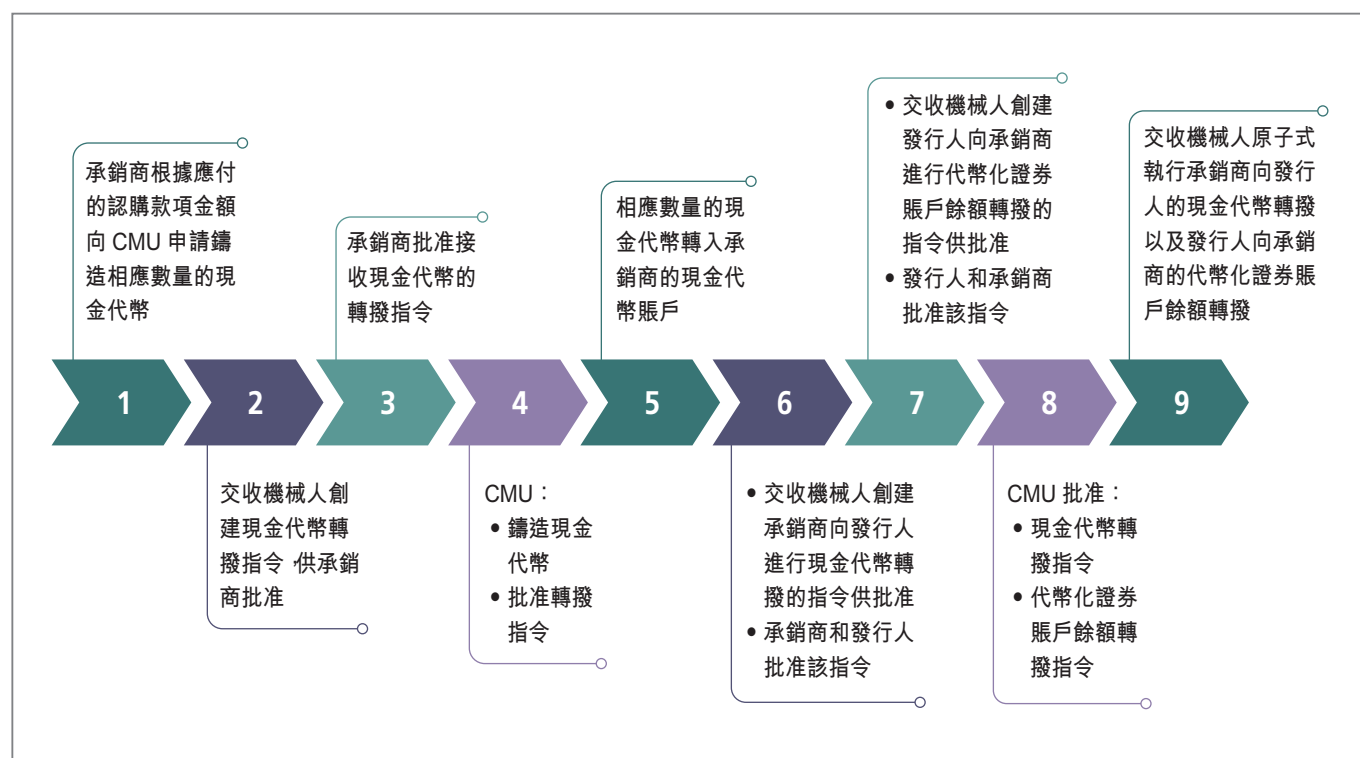 承銷商根據應付
的認購款項金額
向 CMU 申請鑄
造相應數量的現
金代幣
1
交收機械人創
建現金代幣轉
撥指令，供承銷
商批准
2
承銷商批准接
收現金代幣的
轉撥指令
3
CMU：
• 鑄造現金
代幣
• 批准轉撥
指令
4
相應數量的現
金代幣轉入承
銷商的現金代
幣賬戶
5
• 交收機械人創建
承銷商向發行人
進行現金代幣轉
撥的指令供批准
• 承銷商和發行人
批准該指令
6
• 交收機械人創建
發行人向承銷商
進行代幣化證券
賬戶餘額轉撥的
指令供批准
• 發行人和承銷商
批准該指令
7
CMU 批准：
• 現金代幣轉
撥指令
• 代幣化證券
賬戶餘額轉
撥指令
8
交收機械人原子式
執行承銷商向發行
人的現金代幣轉撥
以及發行人向承銷
商的代幣化證券賬
戶餘額轉撥
9